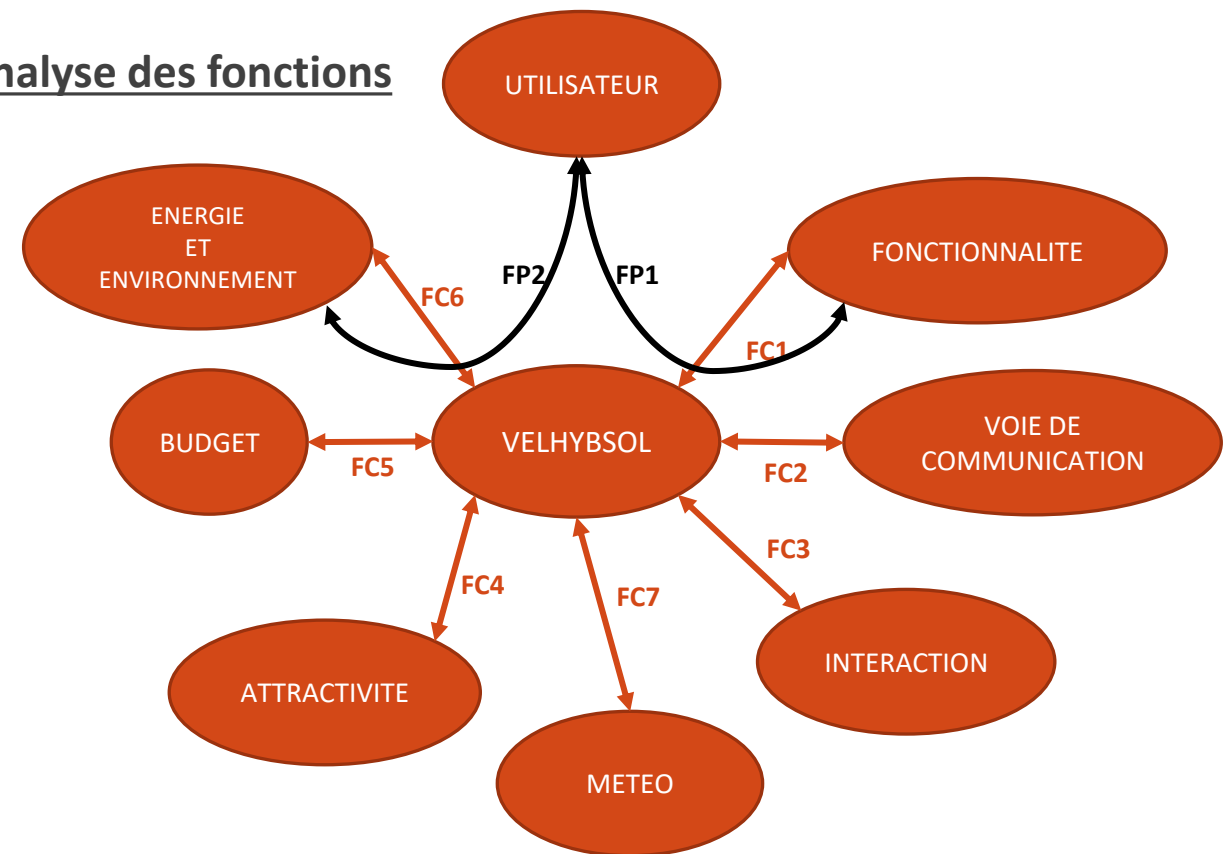 nalyse des fonctions
UTILISATEUR
ENERGIE
ET
ENVIRONNEMENT
FONCTIONNALITE
FP2
FP1
FC6
FC1
BUDGET
FC5
VELHYBSOL
FC2
VOIE DE
COMMUNICATION
FC3
FC4
FC7
INTERACTION
ATTRACTIVITE
METEO